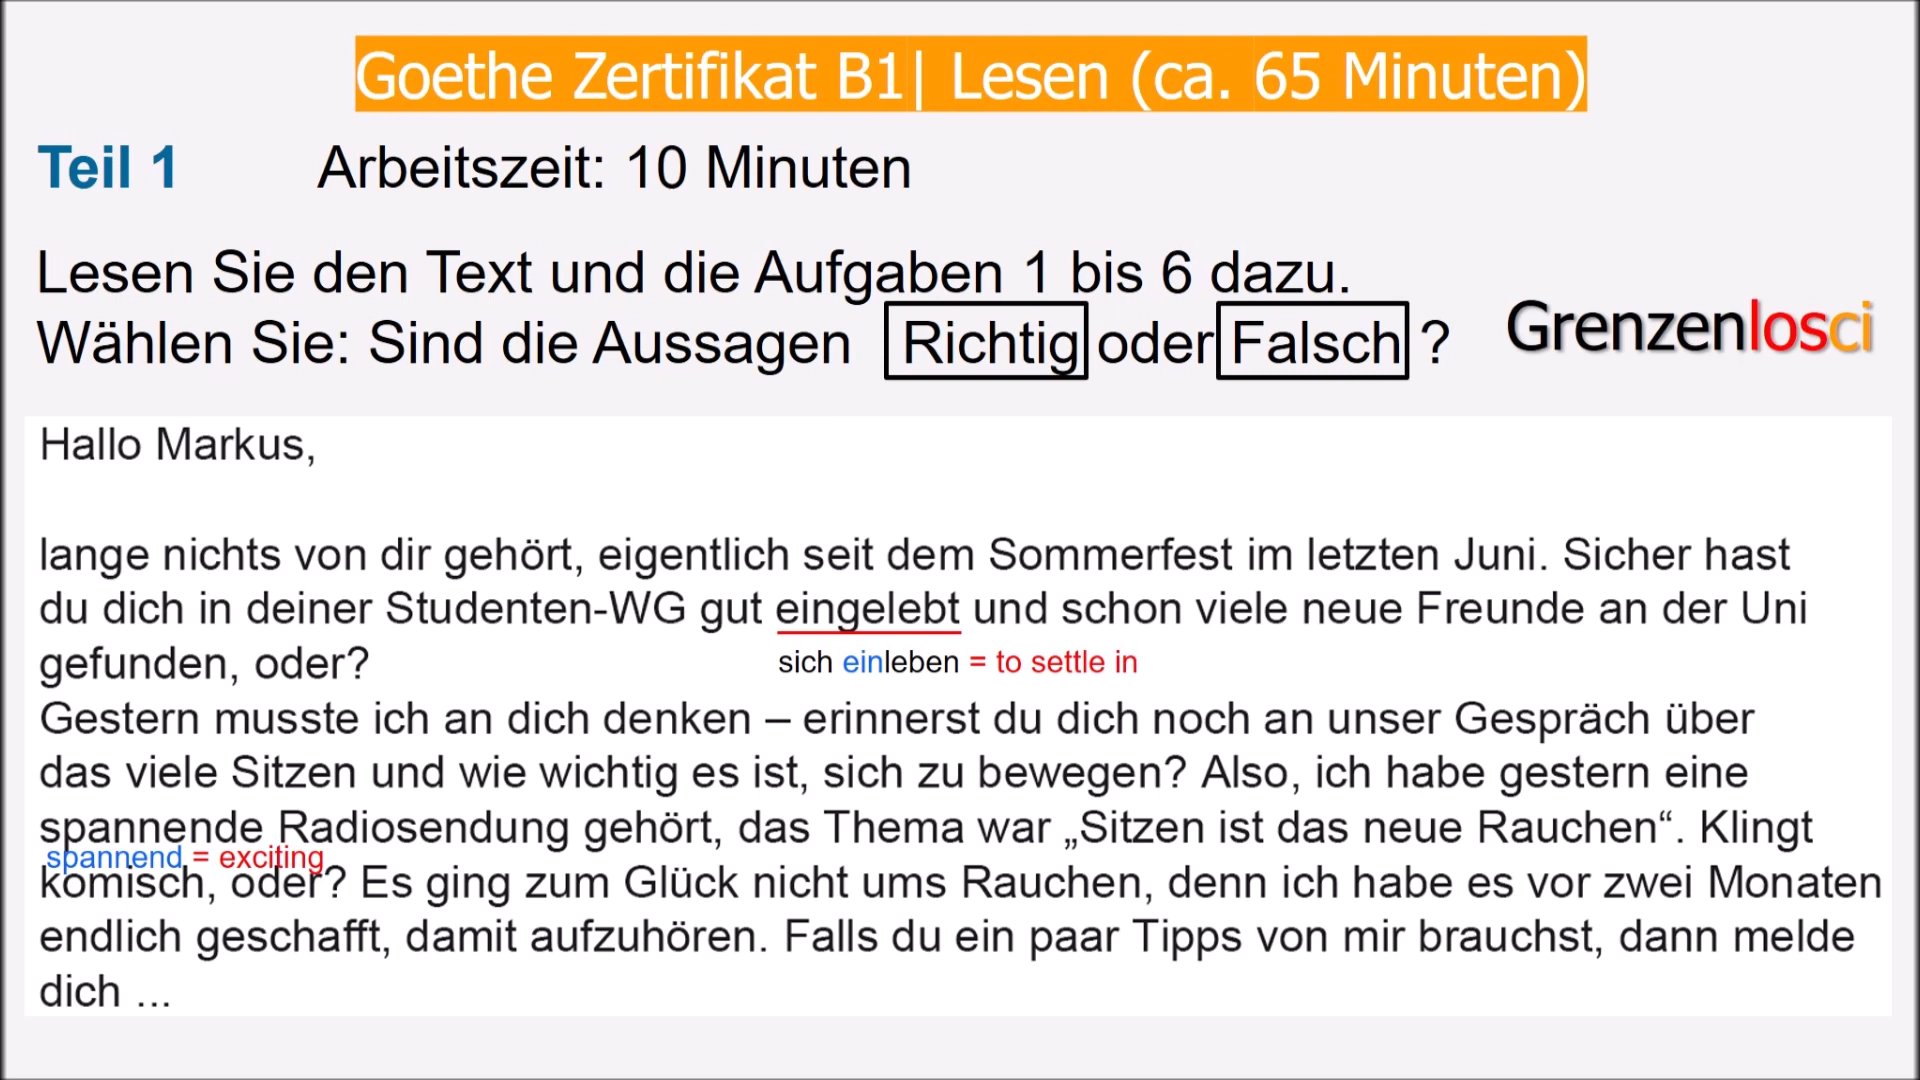 Goethe Zertifikat B1| Lesen (ca. 65 Minuten)
Teil 1 Arbeitszeit: 10 Minuten
Lesen Sie den Text und die Aufgaben 1 bis 6 dazu.
Wählen Sie: Sind die Aussagen Richtig oder Falsch ?
Grenzenlosci
Hallo Markus,
lange nichts von dir gehört, eigentlich seit dem Sommerfest im letzten Juni. Sicher hast
du dich in deiner Studenten-WG gut eingelebt und schon viele neue Freunde an der Uni
gefunden, oder?
sich einleben = to settle in
Gestern musste ich an dich denken – erinnerst du dich noch an unser Gespräch über
das viele Sitzen und wie wichtig es ist, sich zu bewegen? Also, ich habe gestern eine
spannende Radiosendung gehört, das Thema war „Sitzen ist das neue Rauchen“. Klingt
spannend = exciting
komisch, oder? Es ging zum Glück nicht ums Rauchen, denn ich habe es vor zwei Monaten
endlich geschafft, damit aufzuhören. Falls du ein paar Tipps von mir brauchst, dann melde
dich ...